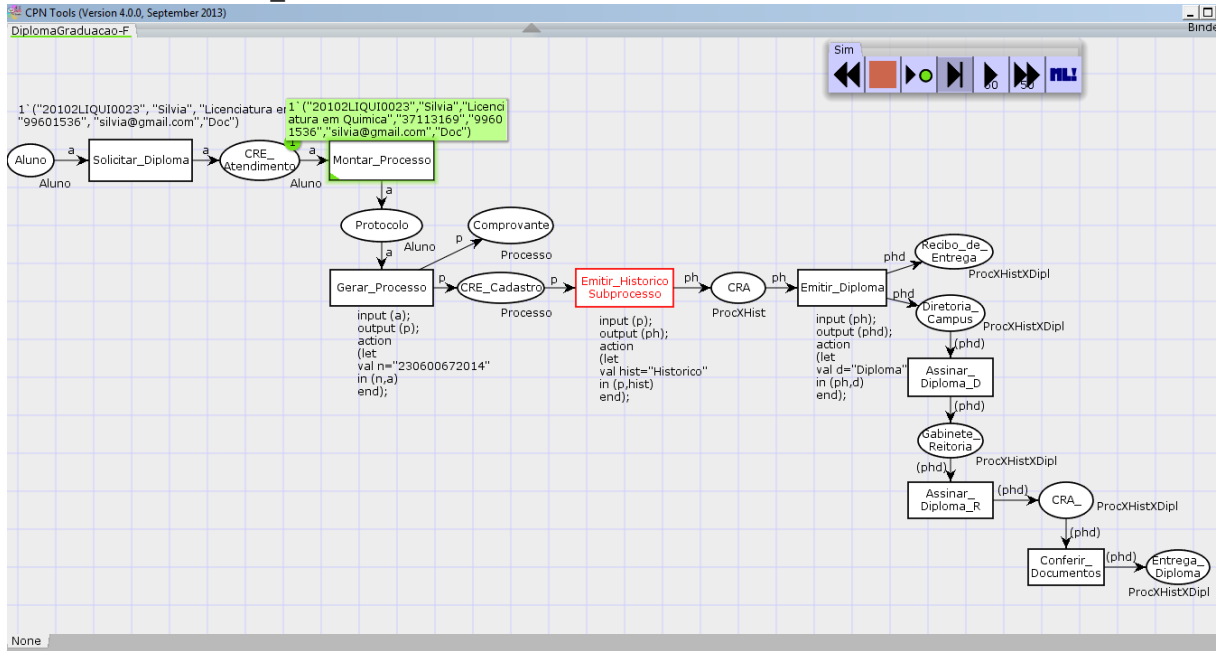 CPN Tools (Version 4.0.0, September 2013)
DiplomaGraduacao-F
Binde
Sim
50
ML!
1`("20102LIQUI0023", "Silvia", "Licenciatura e
"99601536", "silvia@gmail.com","Doc")
1`("20102LIQUI0023","Silvia","Licenci
atura em Quimica","37113169","9960
1536","silvia@gmail.com","Doc")
1
Aluno
a
Solicitar_Diploma
a
CRE_
Atendimento
a
Montar_Processo
Aluno
Aluno
a
Protocolo
Aluno
a
p
Comprovante
Processo
Gerar_Processo
p
CRE_Cadastro
p
Processo
Emitir_Historico
Subprocesso
ph
CRA
ph
ProcXHist
Emitir_Diploma
phd
Recibo_de_
Entrega
ProcXHistXDipl
phd
Diretoria_
Campus
ProcXHistXDipl
input (a);
output (p);
action
(let
val n="230600672014"
in (n,a)
end);
input (p);
output (ph);
action
(let
val hist="Historico"
in (p,hist)
end);
input (ph);
output (phd);
action
(let
val d="Diploma"
in (ph,d)
end);
(phd)
Assinar_
Diploma_D
(phd)
Gabinete_
Reitoria
ProcXHistXDipl
(phd)
Assinar_
Diploma_R
(phd)
CRA_
ProcXHistXDipl
(phd)
Conferir_
Documentos
(phd)
Entrega_
Diploma
ProcXHistXDipl
None